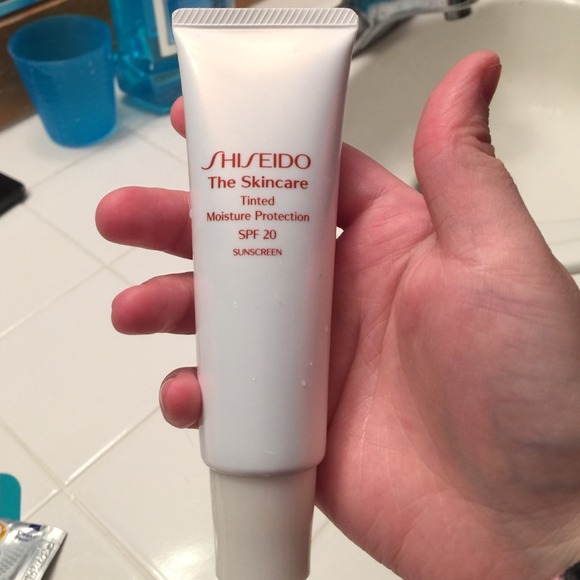 SHISEIDO
The Skincare
Tinted
Moisture Protection
SPF 20
SUNSCREEN